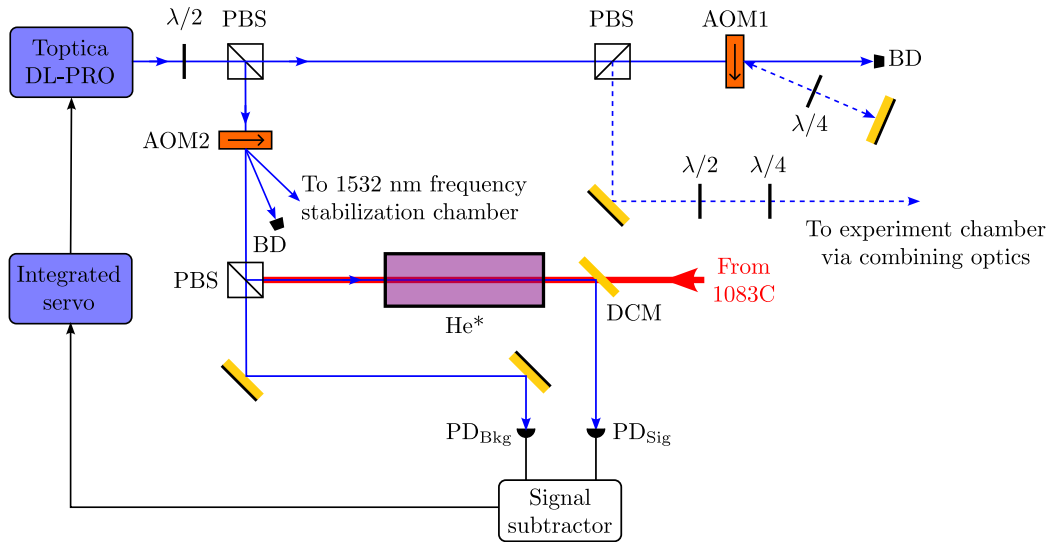 Toptica
DL-PRO
λ/2
PBS
PBS
AOM1
BD
λ/4
AOM2
To 1532 nm frequency
stabilization chamber
BD
λ/2
λ/4
To experiment chamber
via combining optics
Integrated
servo
PBS
He*
DCM
From
1083C
PD_Bkg
PD_Sig
Signal
subtractor